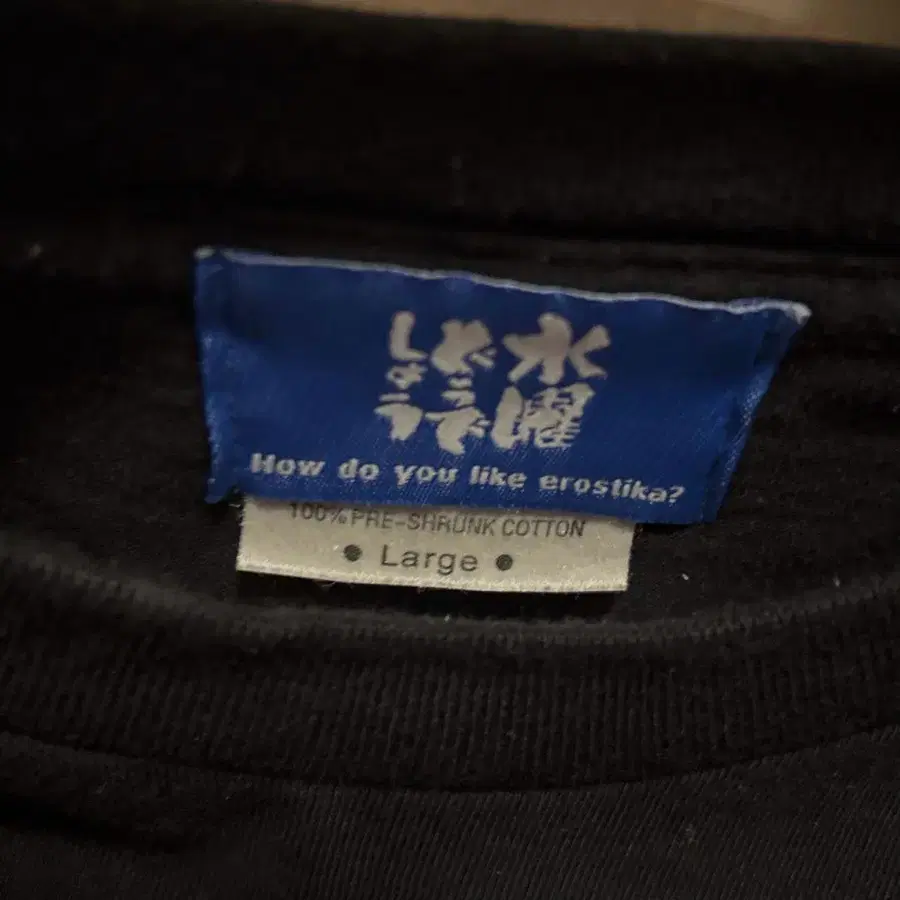 水曜
どうで
しょう
How do you like erostika?
100% PRE-SHRUNK COTTON
● Large ●